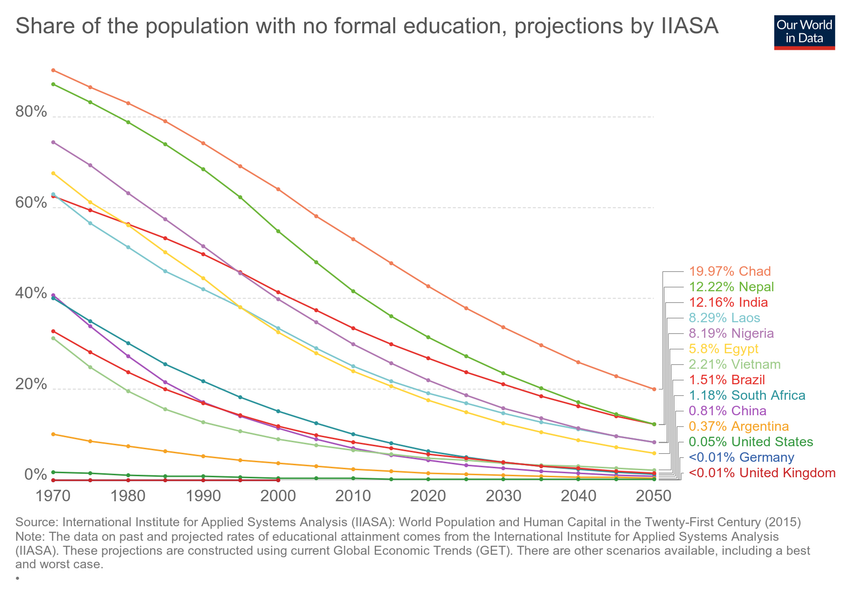 Share of the population with no formal education, projections by IIASA
Our World
in Data
80%
60%
40%
20%
0%
1970 1980 1990 2000 2010 2020 2030 2040 2050
19.97% Chad
12.22% Nepal
12.16% India
8.29% Laos
8.19% Nigeria
5.8% Egypt
2.21% Vietnam
1.51% Brazil
1.18% South Africa
0.81% China
0.37% Argentina
0.05% United States
<0.01% Germany
<0.01% United Kingdom
Source: International Institute for Applied Systems Analysis (IIASA): World Population and Human Capital in the Twenty-First Century (2015)
Note: The data on past and projected rates of educational attainment comes from the International Institute for Applied Systems Analysis
(IIASA). These projections are constructed using current Global Economic Trends (GET). There are other scenarios available, including a best
and worst case.
•